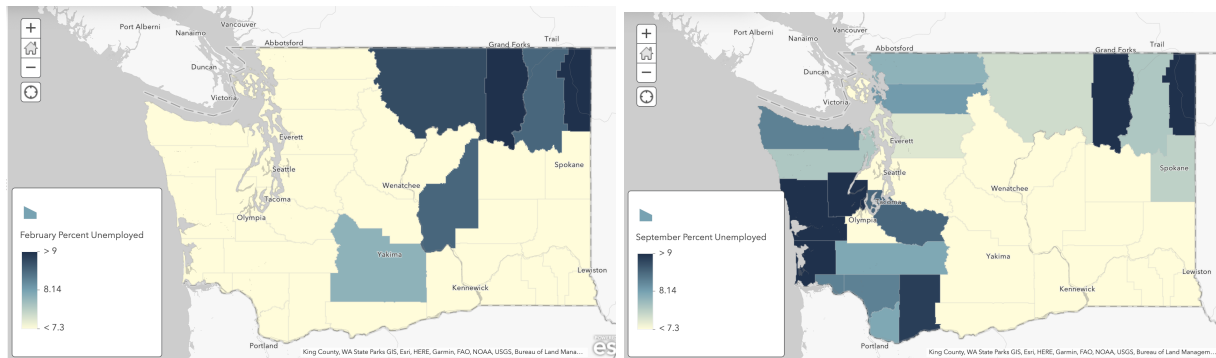 Port Alberni
Vancouver
Nanaimo
Abbotsford
Trail
Grand Forks
Duncan
Victoria
Everett
Seattle
Spokane
Wenatchee
Tacoma
Olympia
Yakima
Lewiston
Kennewick
Portland
February Percent Unemployed
> 9
8.14
< 7.3
King County, WA State Parks GIS, Esri, HERE, Garmin, FAO, NOAA, USGS, Bureau of Land Mana...
es
Port Alberni
Vancouver
Nanaimo
Abbotsford
Trail
Grand Forks
Duncan
Victoria
Everett
Seattle
Spokane
Wenatchee
Tacoma
Olympia
Yakima
Lewiston
Kennewick
Portland
September Percent Unemployed
> 9
8.14
< 7.3
King County, WA State Parks GIS, Esri, HERE, Garmin, FAO, NOAA, USGS, Bureau of Land Managem...